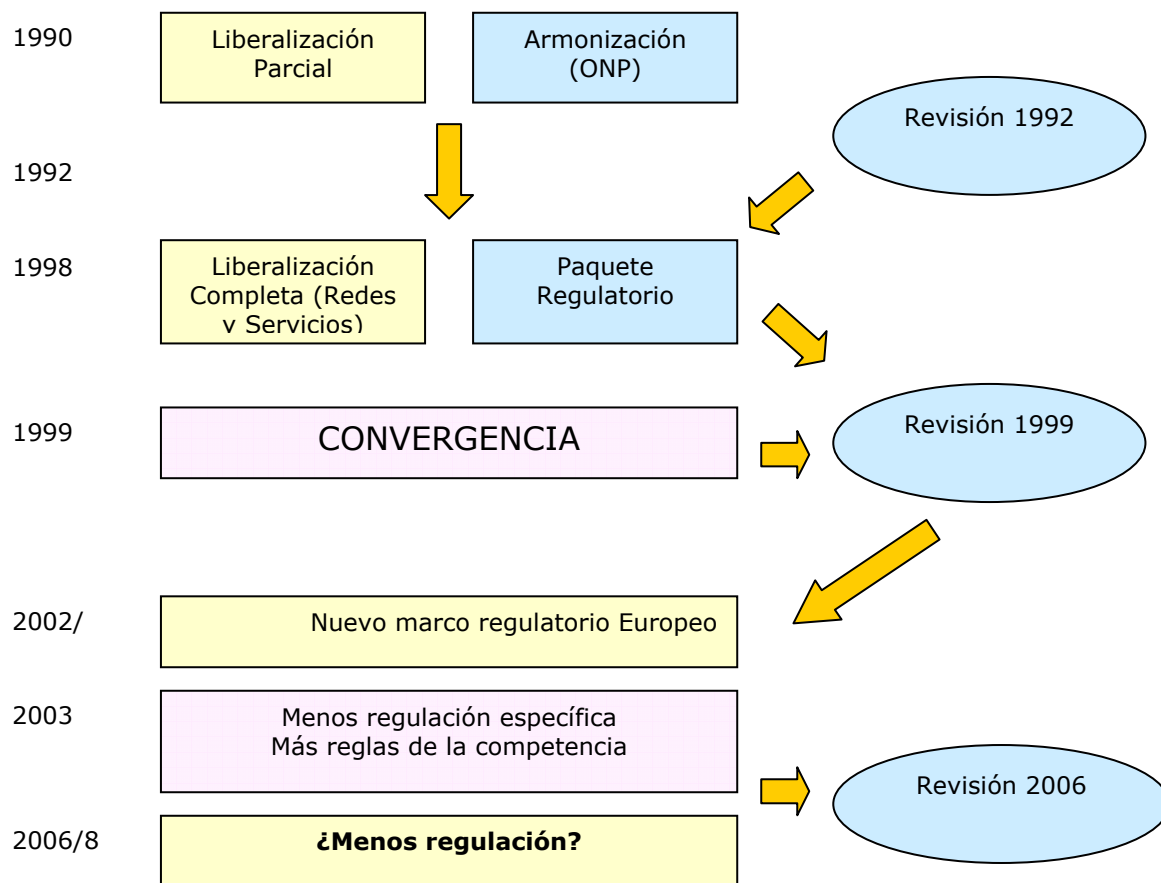 1990
Liberalización
Parcial
Armonización
(ONP)
Revisión 1992
1992
1998
Liberalización
Completa (Redes
y Servicios)
Paquete
Regulatorio
1999
CONVERGENCIA
Revisión 1999
2002/
Nuevo marco regulatorio Europeo
2003
Menos regulación específica
Más reglas de la competencia
Revisión 2006
2006/8
¿Menos regulación?